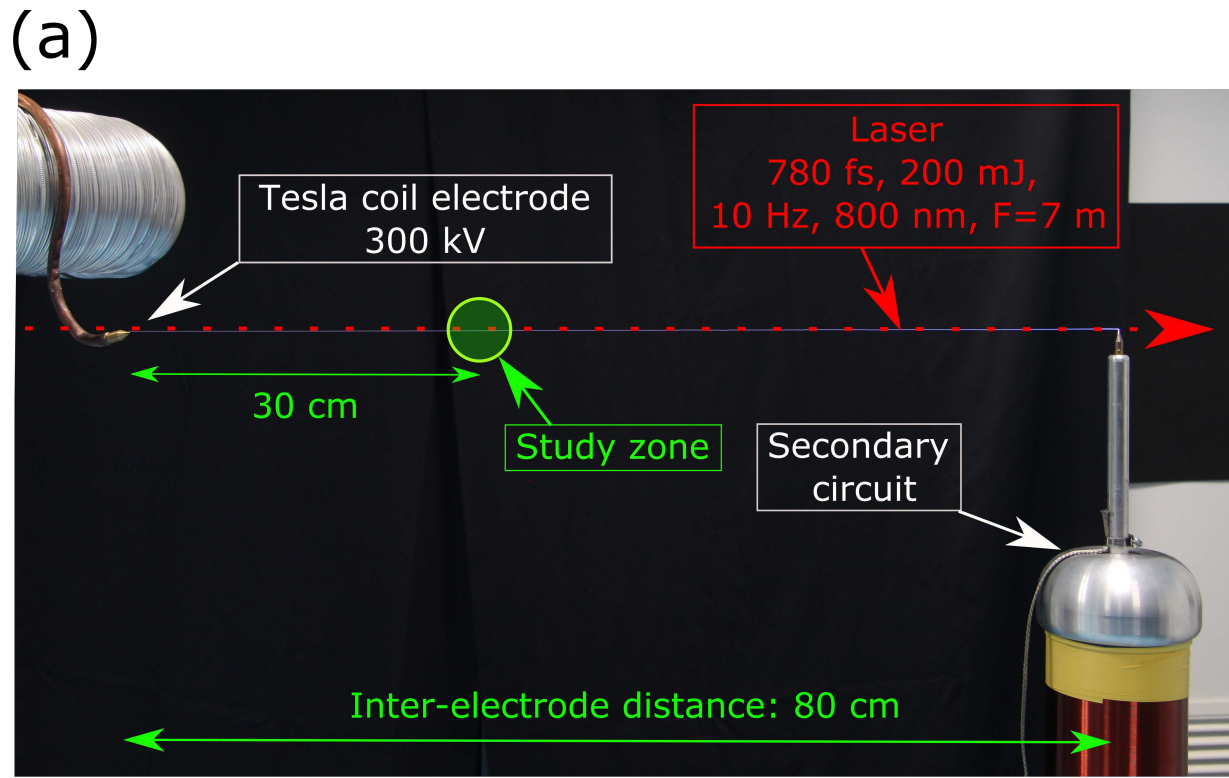 (a)
Laser
780 fs, 200 mJ,
10 Hz, 800 nm, F=7 m
Tesla coil electrode
300 kV
30 cm
Study zone
Secondary
circuit
Inter-electrode distance: 80 cm